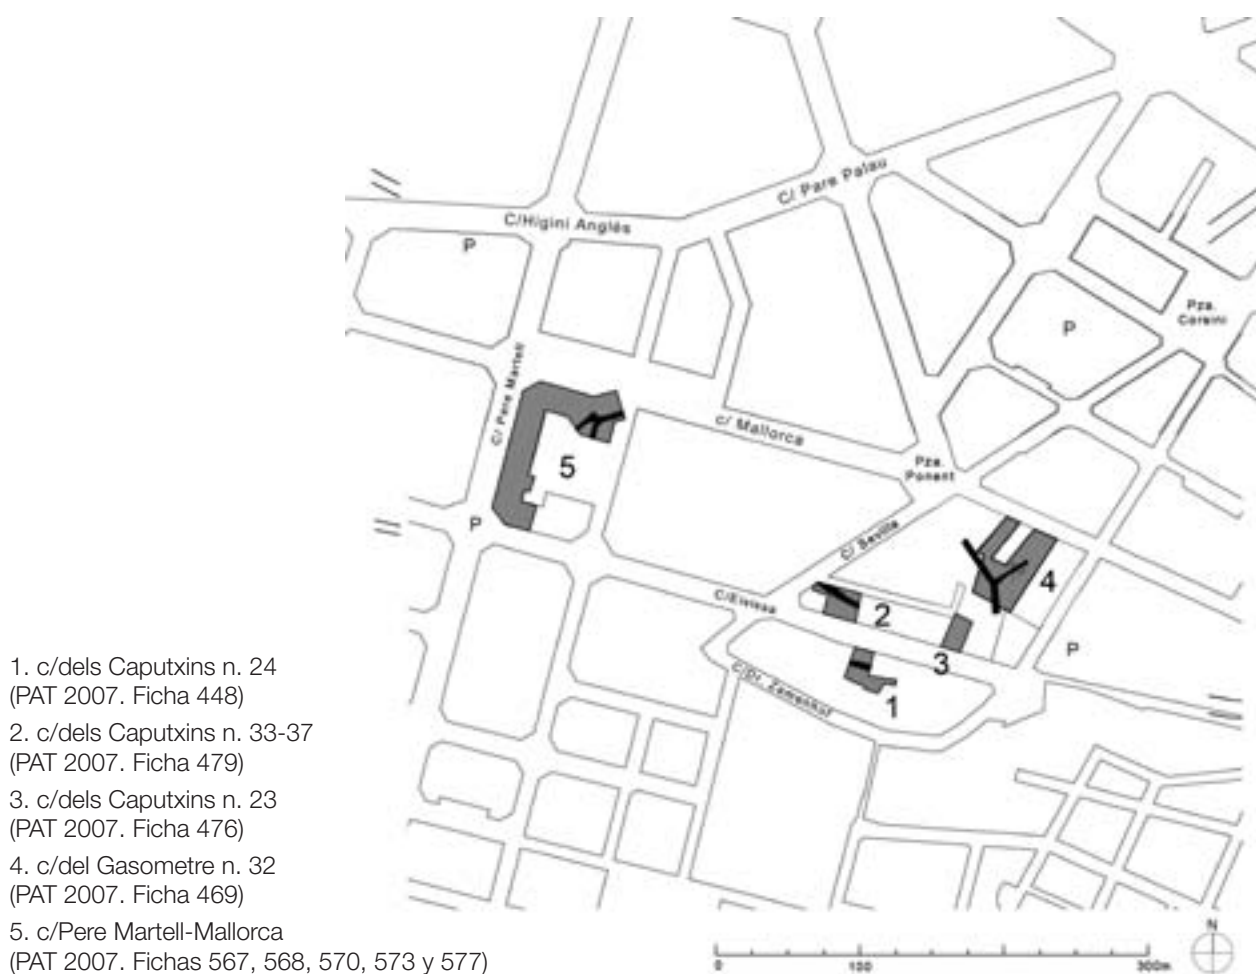 C/ Pare Palau
C/Higini Anglés
P
Pza.
Corsini
P
C/ Pere Martell
c/ Mallorca
5
Pza.
Ponent
P
C/ Sevilla
4
C/Eivissa
2
3
P
C/Dr. Zamenhof
1
1. c/dels Caputxins n. 24
(PAT 2007. Ficha 448)
2. c/dels Caputxins n. 33-37
(PAT 2007. Ficha 479)
3. c/dels Caputxins n. 23
(PAT 2007. Ficha 476)
4. c/del Gasometre n. 32
(PAT 2007. Ficha 469)
5. c/Pere Martell-Mallorca
(PAT 2007. Fichas 567, 568, 570, 573 y 577)
N
0 150 300m